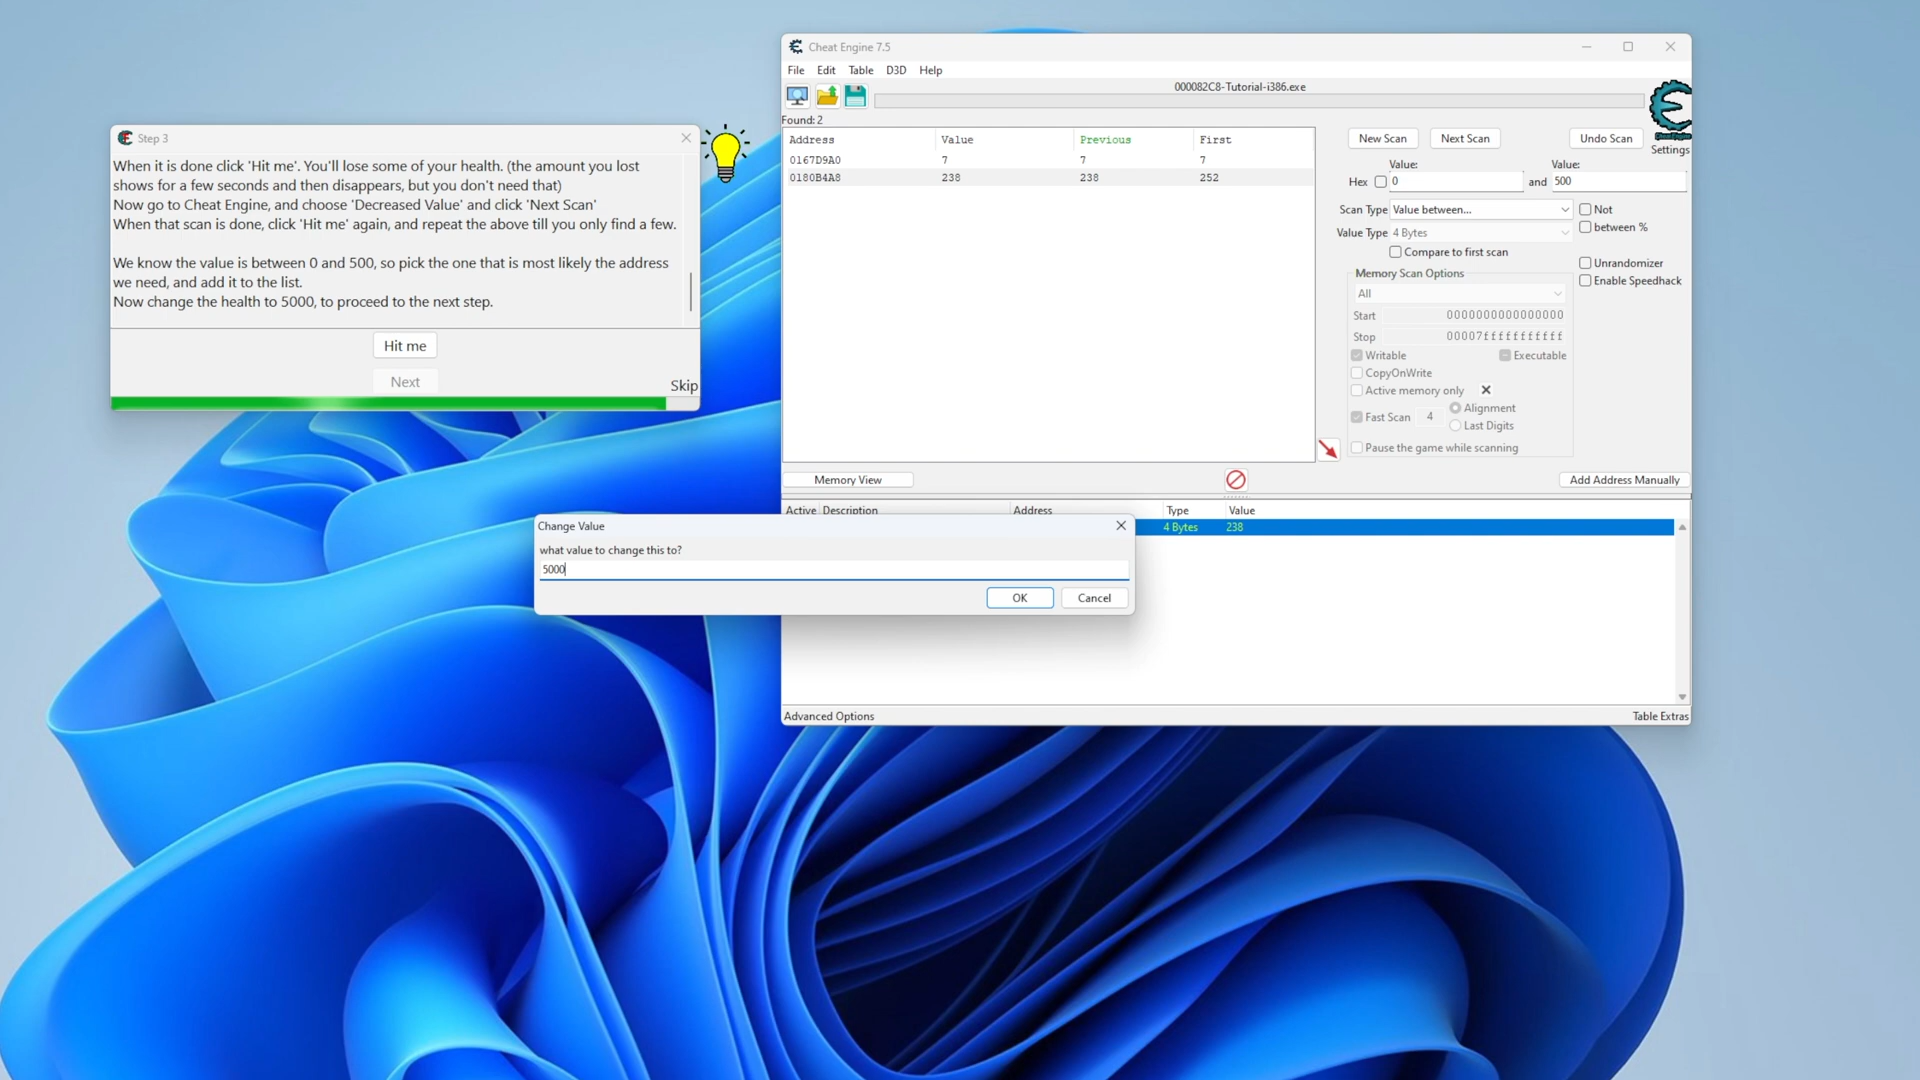 Step 3
When it is done click 'Hit me'. You'll lose some of your health. (the amount you lost
shows for a few seconds and then disappears, but you don't need that)
Now go to Cheat Engine, and choose 'Decreased Value' and click 'Next Scan'
When that scan is done, click 'Hit me' again, and repeat the above till you only find a few.
We know the value is between 0 and 500, so pick the one that is most likely the address
we need, and add it to the list.
Now change the health to 5000, to proceed to the next step.
Hit me
Next
Skip
Cheat Engine 7.5
File Edit Table D3D Help
000082C8-Tutorial-i386.exe
Found: 2
Address Value Previous First
0167D9A0 7 7 7
0180B4A8 238 238 252
New Scan Next Scan Undo Scan
Settings
Value: Value:
Hex 0 and 500
Scan Type Value between... Not
Value Type 4 Bytes between %
Compare to first scan
Unrandomizer
Enable Speedhack
Memory Scan Options
All
Start 0000000000000000
Stop 00007fffffffffff
Writable Executable
CopyOnWrite
Active memory only
Fast Scan 4 Alignment
Last Digits
Pause the game while scanning
Memory View Add Address Manually
Active Description Address Type Value
4 Bytes 238
Change Value
what value to change this to?
5000
OK Cancel
Advanced Options Table Extras